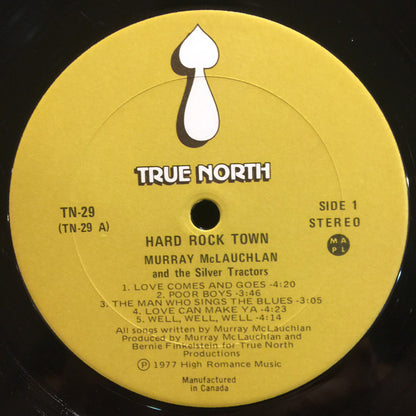 TRUE NORTH
TN-29
(TN-29 A)
SIDE 1
STEREO
MA
PL
HARD ROCK TOWN
MURRAY McLAUCHLAN
and the Silver Tractors
1. LOVE COMES AND GOES -4:20
2. POOR BOYS -3:46
3. THE MAN WHO SINGS THE BLUES -3:05
4. LOVE CAN MAKE YA -4:23
5. WELL, WELL, WELL -4:14
All songs written by Murray McLauchlan
Produced by Murray McLauchlan and
Bernie Finkelstein for True North
Productions
Ⓟ 1977 High Romance Music
Manufactured
in Canada